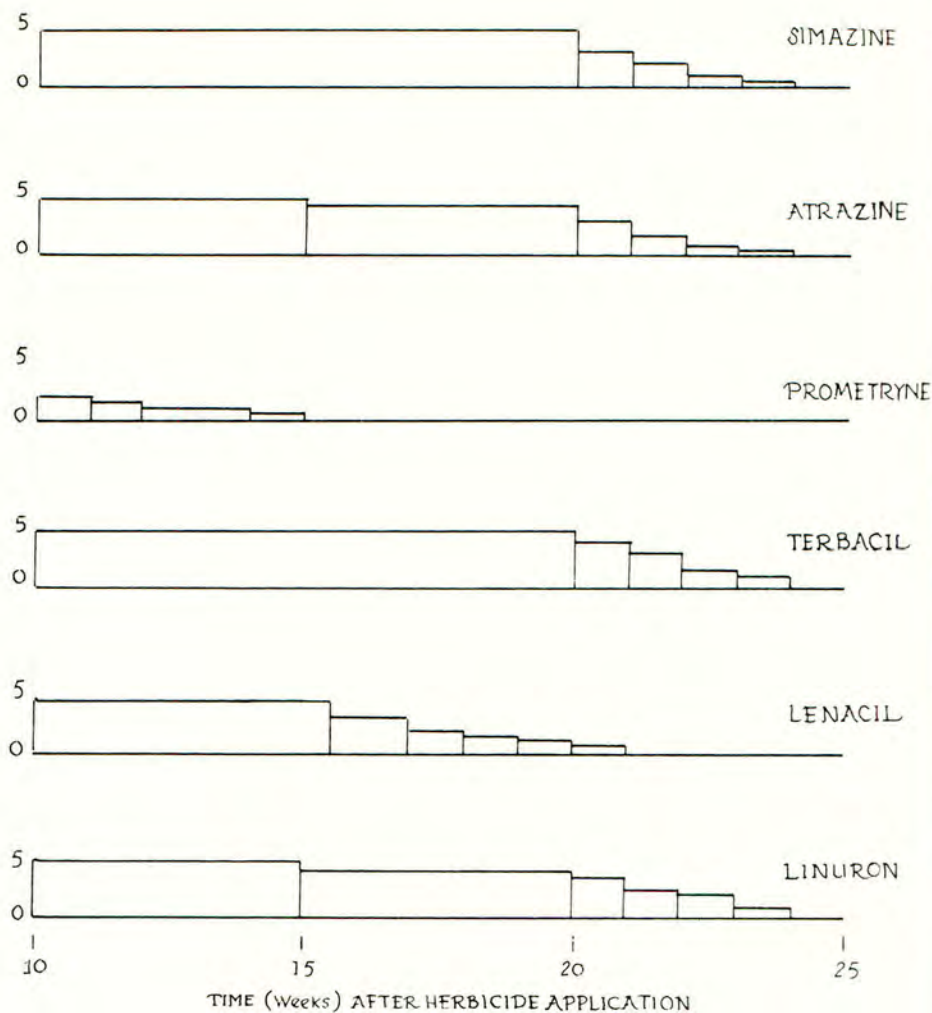 5
SIMAZINE
0
5
ATRAZINE
0
5
PROMETRYNE
0
5
TERBACIL
0
5
LENACIL
0
5
LINURON
0
10 15 20 25
TIME (Weeks) AFTER HERBICIDE APPLICATION